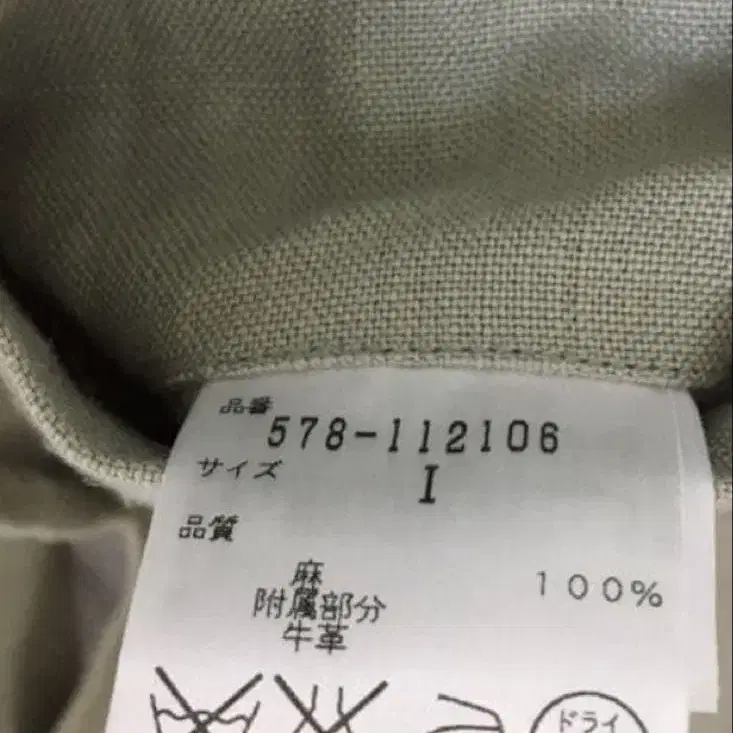 品番
578-112106
サイズ I
品質
麻 100%
附属部分
牛革
ドライ